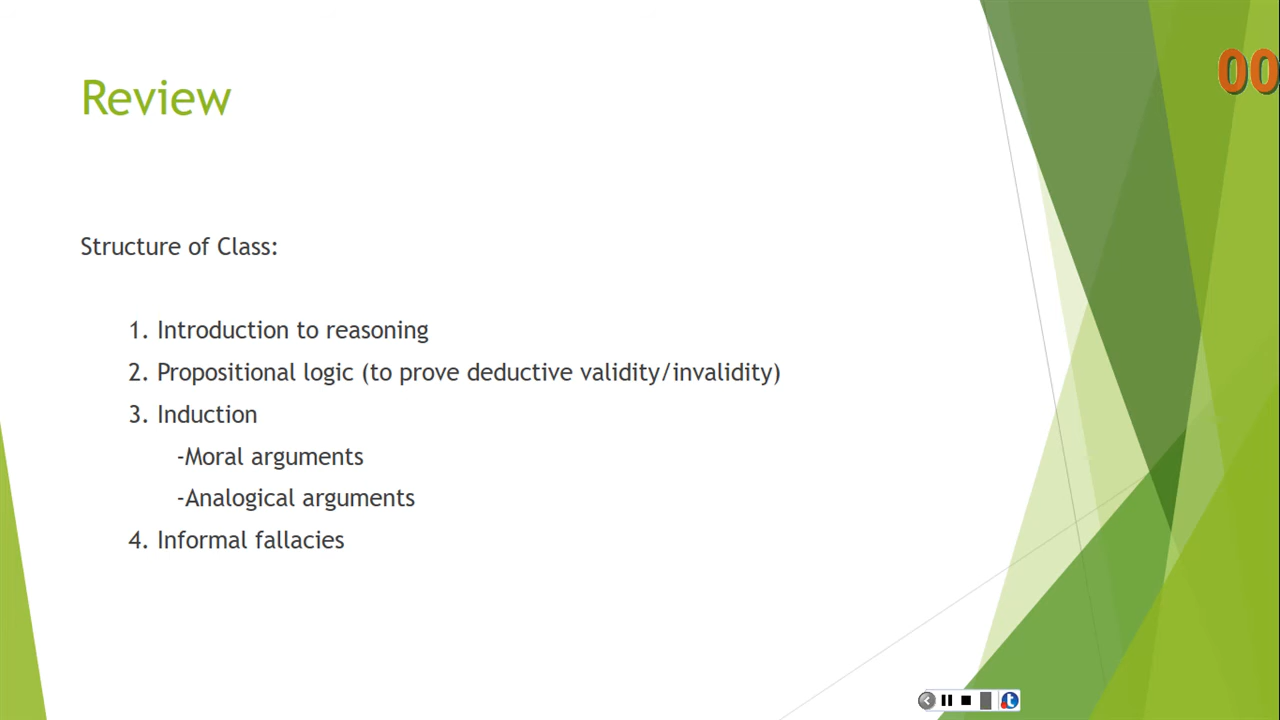 Review
00
Structure of Class:
1. Introduction to reasoning
2. Propositional logic (to prove deductive validity/invalidity)
3. Induction
-Moral arguments
-Analogical arguments
4. Informal fallacies
t